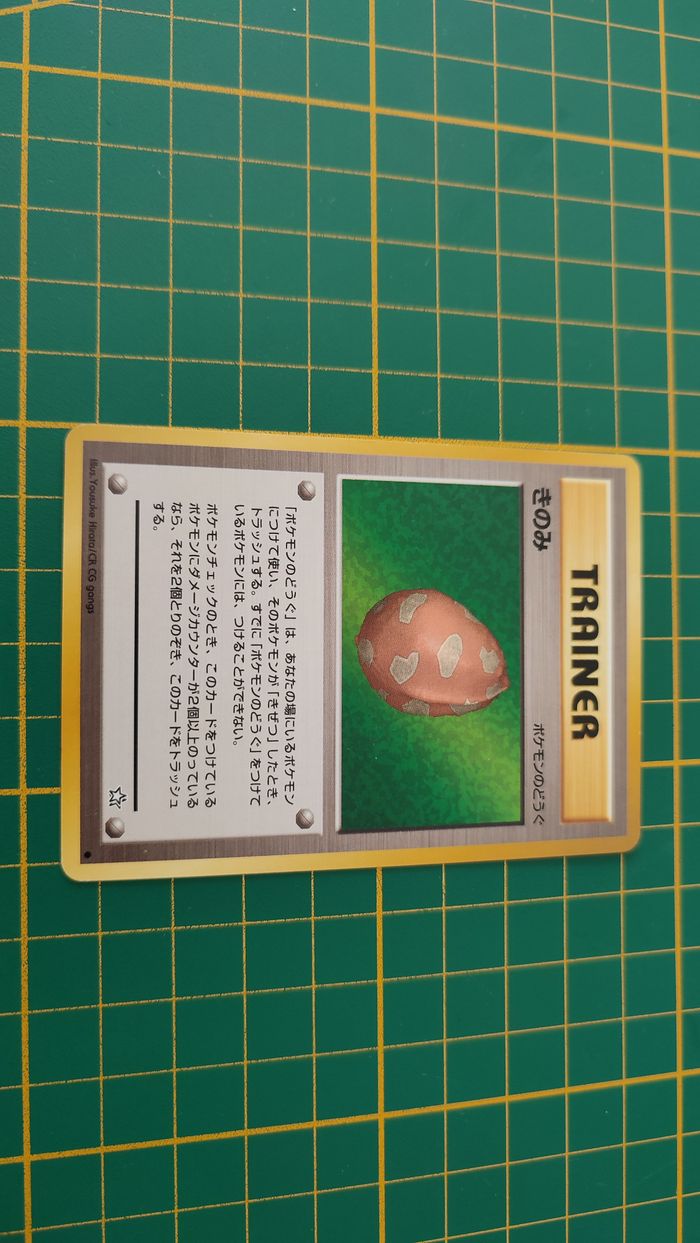 TRAINER
きのみ
ポケモンのどうぐ
「ポケモンのどうぐ」は、あなたの場にいるポケモン
につけて使い、そのポケモンが「きぜつ」したとき、
トラッシュする。すでに「ポケモンのどうぐ」をつけて
いるポケモンには、つけることができない。
ポケモンチェックのとき、このカードをつけている
ポケモンにダメージカウンターが2個以上のっている
なら、それを2個とりのぞき、このカードをトラッシュ
する。
Illus.Yousuke Hirata/CR CG gangs